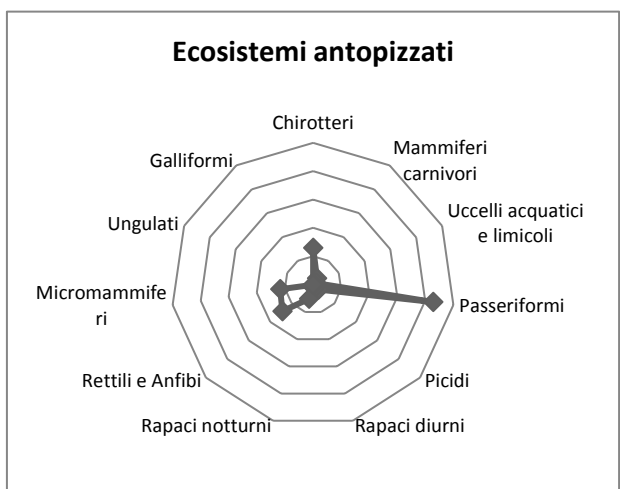 Ecosistemi antopizzati
Chirotteri
Mammiferi
carnivori
Uccelli acquatici
e limicoli
Passeriformi
Picidi
Rapaci diurni
Rapaci notturni
Rettili e Anfibi
Micromammife
ri
Ungulati
Galliformi